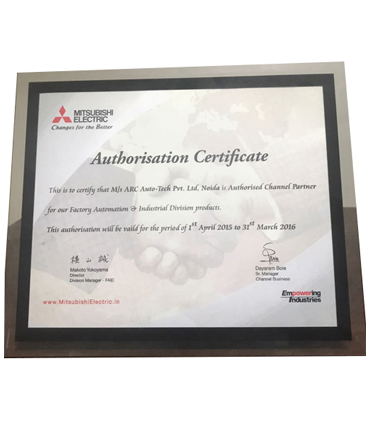 MITSUBISHI
ELECTRIC
Changes for the Better
Authorisation Certificate
This is to certify that M/s ARC Auto-Tech Pvt. Ltd, Noida is Authorised Channel Partner
for our Factory Automation & Industrial Division products.
This authorisation will be valid for the period of 1st April 2015 to 31st March 2016
Makoto Yokoyama
Director
Division Manager - FAID
Dayaram Bole
Sr. Manager
Channel Business
www.MitsubishiElectric.in
Empowering
Industries